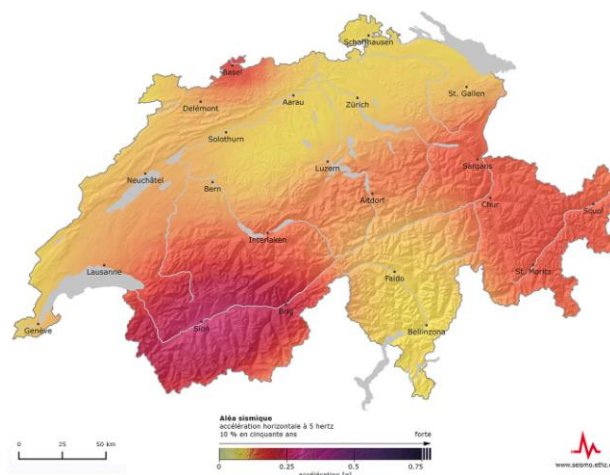 Schaffhausen
Basel
St. Gallen
Aarau
Zürich
Delémont
Solothurn
Luzern
Sargans
Neuchâtel
Bern
Altdorf
Chur
Scuol
Interlaken
Lausanne
Faido
St. Moritz
Brig
Sion
Genève
Bellinzona
Aléa sismique
accélération horizontale à 5 hertz
10 % en cinquante ans forte
0 25 50 km
0 0.25 0.5 0.75
accélération [g]
www.seismo.ethz.c